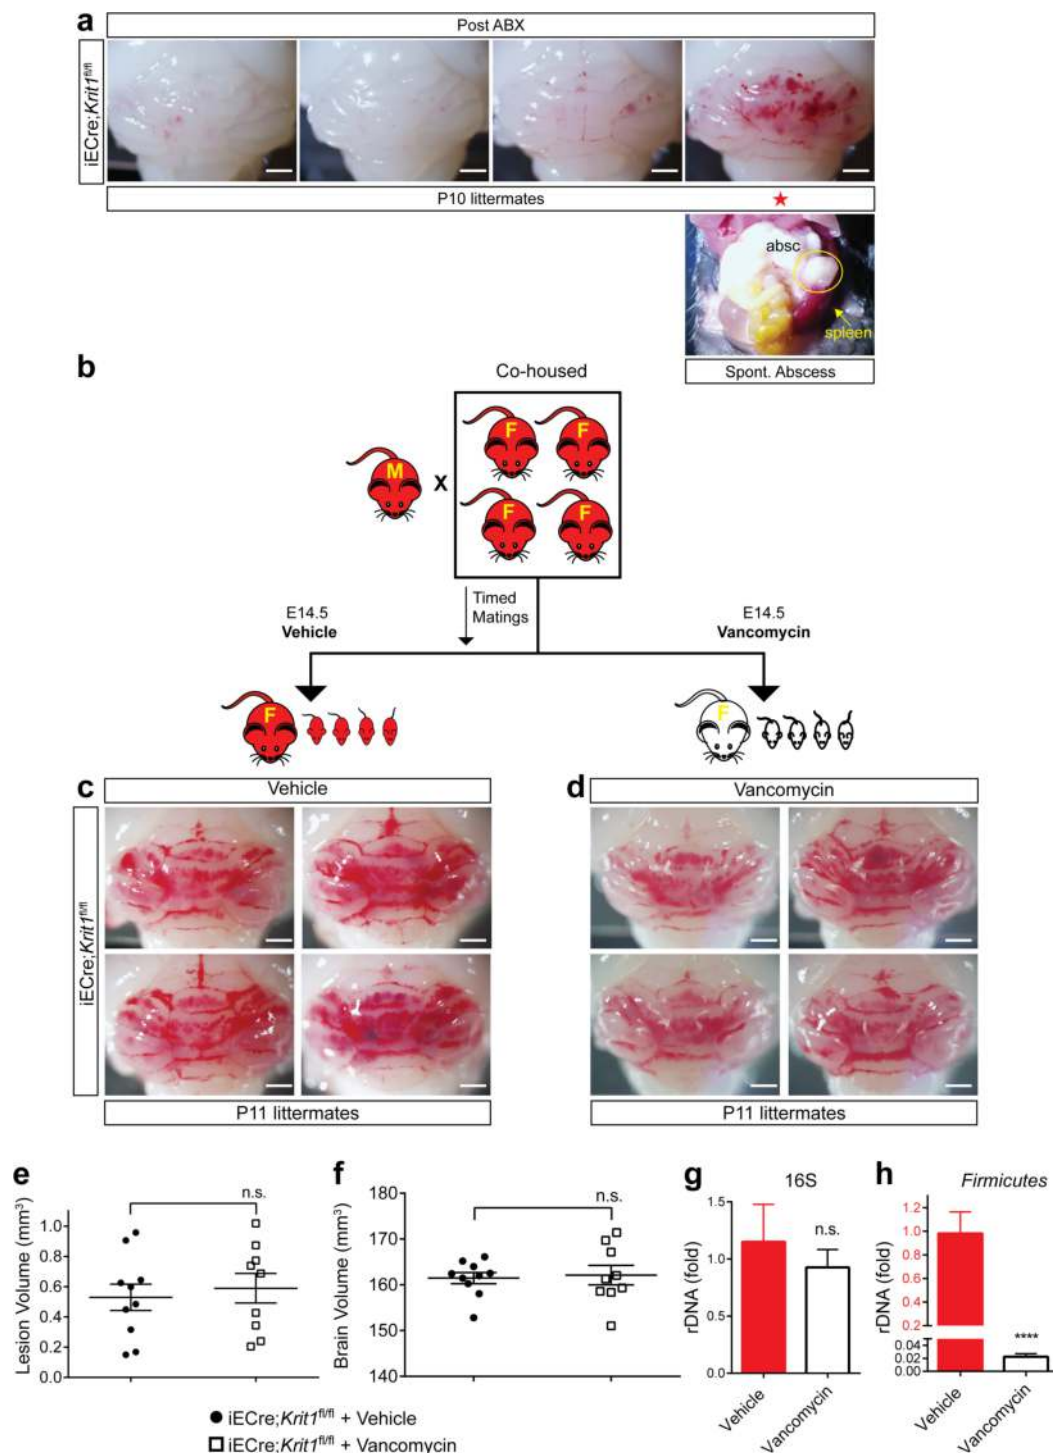 a
Post ABX
iECre;Krit1fl/fl
P10 littermates
★
absc
spleen
Spont. Abscess
b
Co-housed
M
X
F F
F F
Timed
Matings
E14.5
Vehicle
E14.5
Vancomycin
F
F
c
Vehicle
d
Vancomycin
iECre;Krit1fl/fl
P11 littermates
P11 littermates
e
n.s.
Lesion Volume (mm³)
1.0
0.8
0.6
0.4
0.2
0.0
f
n.s.
Brain Volume (mm³)
180
170
160
150
140
● iECre;Krit1fl/fl + Vehicle
□ iECre;Krit1fl/fl + Vancomycin
g
16S
n.s.
rDNA (fold)
1.5
1.0
0.5
0.0
Vehicle
Vancomycin
h
Firmicutes
rDNA (fold)
1.2
1.0
0.8
0.6
0.4
0.2
0.04
0.02
0.00
****
Vehicle
Vancomycin